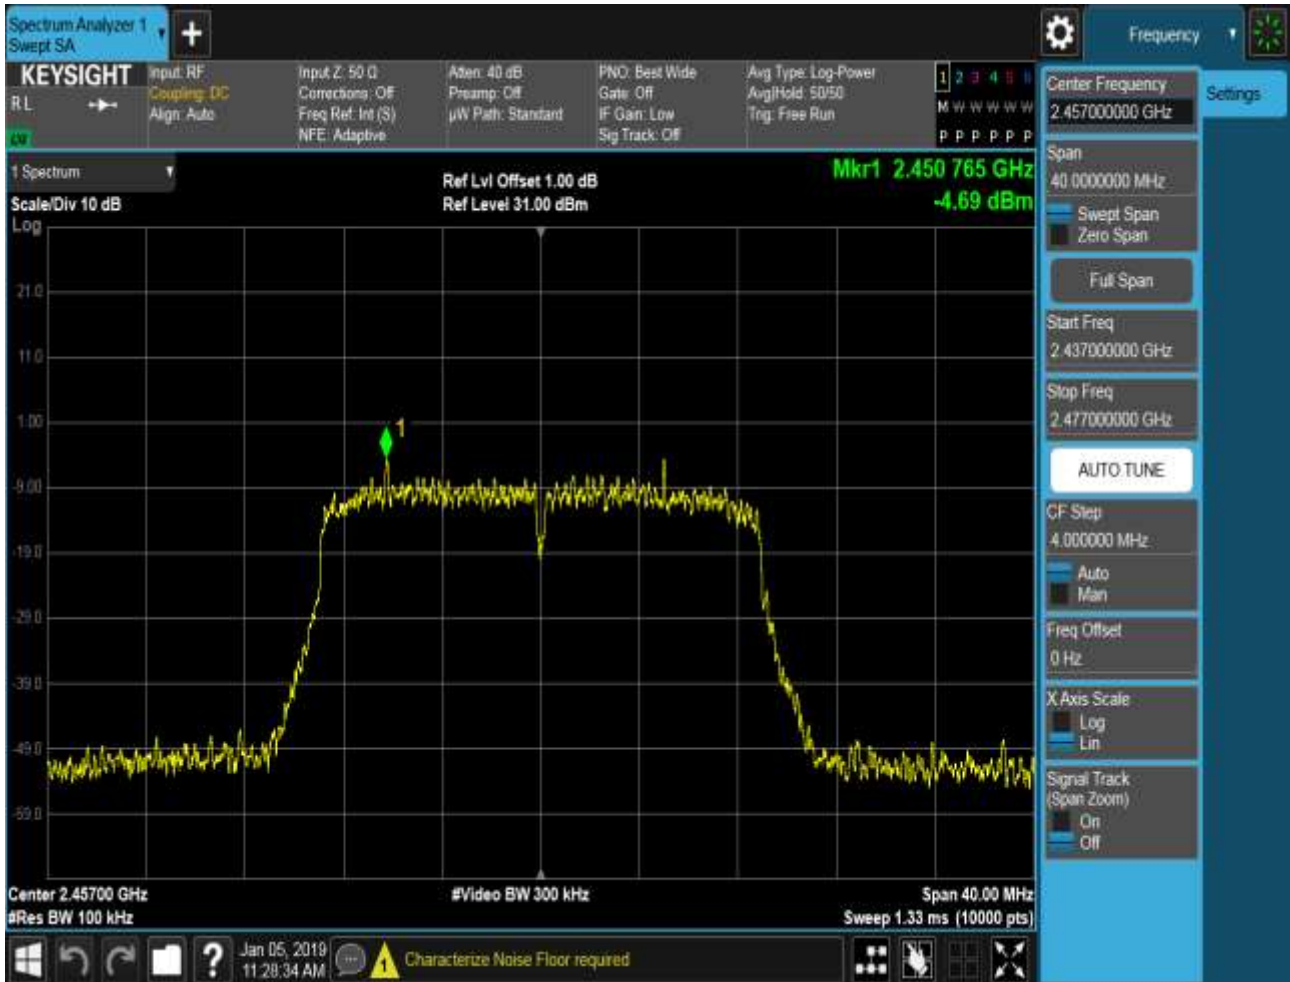 Spectrum Analyzer 1
Swept SA
Frequency
KEYSIGHT
RL
LXI
Input: RF
Coupling: DC
Align: Auto
Input Z: 50 Ω
Corrections: Off
Freq Ref: Int (S)
NFE: Adaptive
Atten: 40 dB
Preamp: Off
µW Path: Standard
PNO: Best Wide
Gate: Off
IF Gain: Low
Sig Track: Off
Avg Type: Log-Power
Avg|Hold: 50/50
Trig: Free Run
1 2 3 4 5 6
M W W W W W
P P P P P P
1 Spectrum
Scale/Div 10 dB
Log
Ref Lvl Offset 1.00 dB
Ref Level 31.00 dBm
Mkr1 2.450 765 GHz
-4.69 dBm
21.0
11.0
1.00
-9.00
-19.0
-29.0
-39.0
-49.0
-59.0
1
Center 2.45700 GHz
#Res BW 100 kHz
#Video BW 300 kHz
Span 40.00 MHz
Sweep 1.33 ms (10000 pts)
Center Frequency
2.457000000 GHz
Settings
Span
40.0000000 MHz
Swept Span
Zero Span
Full Span
Start Freq
2.437000000 GHz
Stop Freq
2.477000000 GHz
AUTO TUNE
CF Step
4.000000 MHz
Auto
Man
Freq Offset
0 Hz
X Axis Scale
Log
Lin
Signal Track
(Span Zoom)
On
Off
?
Jan 05, 2019
11:28:34 AM
1
Characterize Noise Floor required